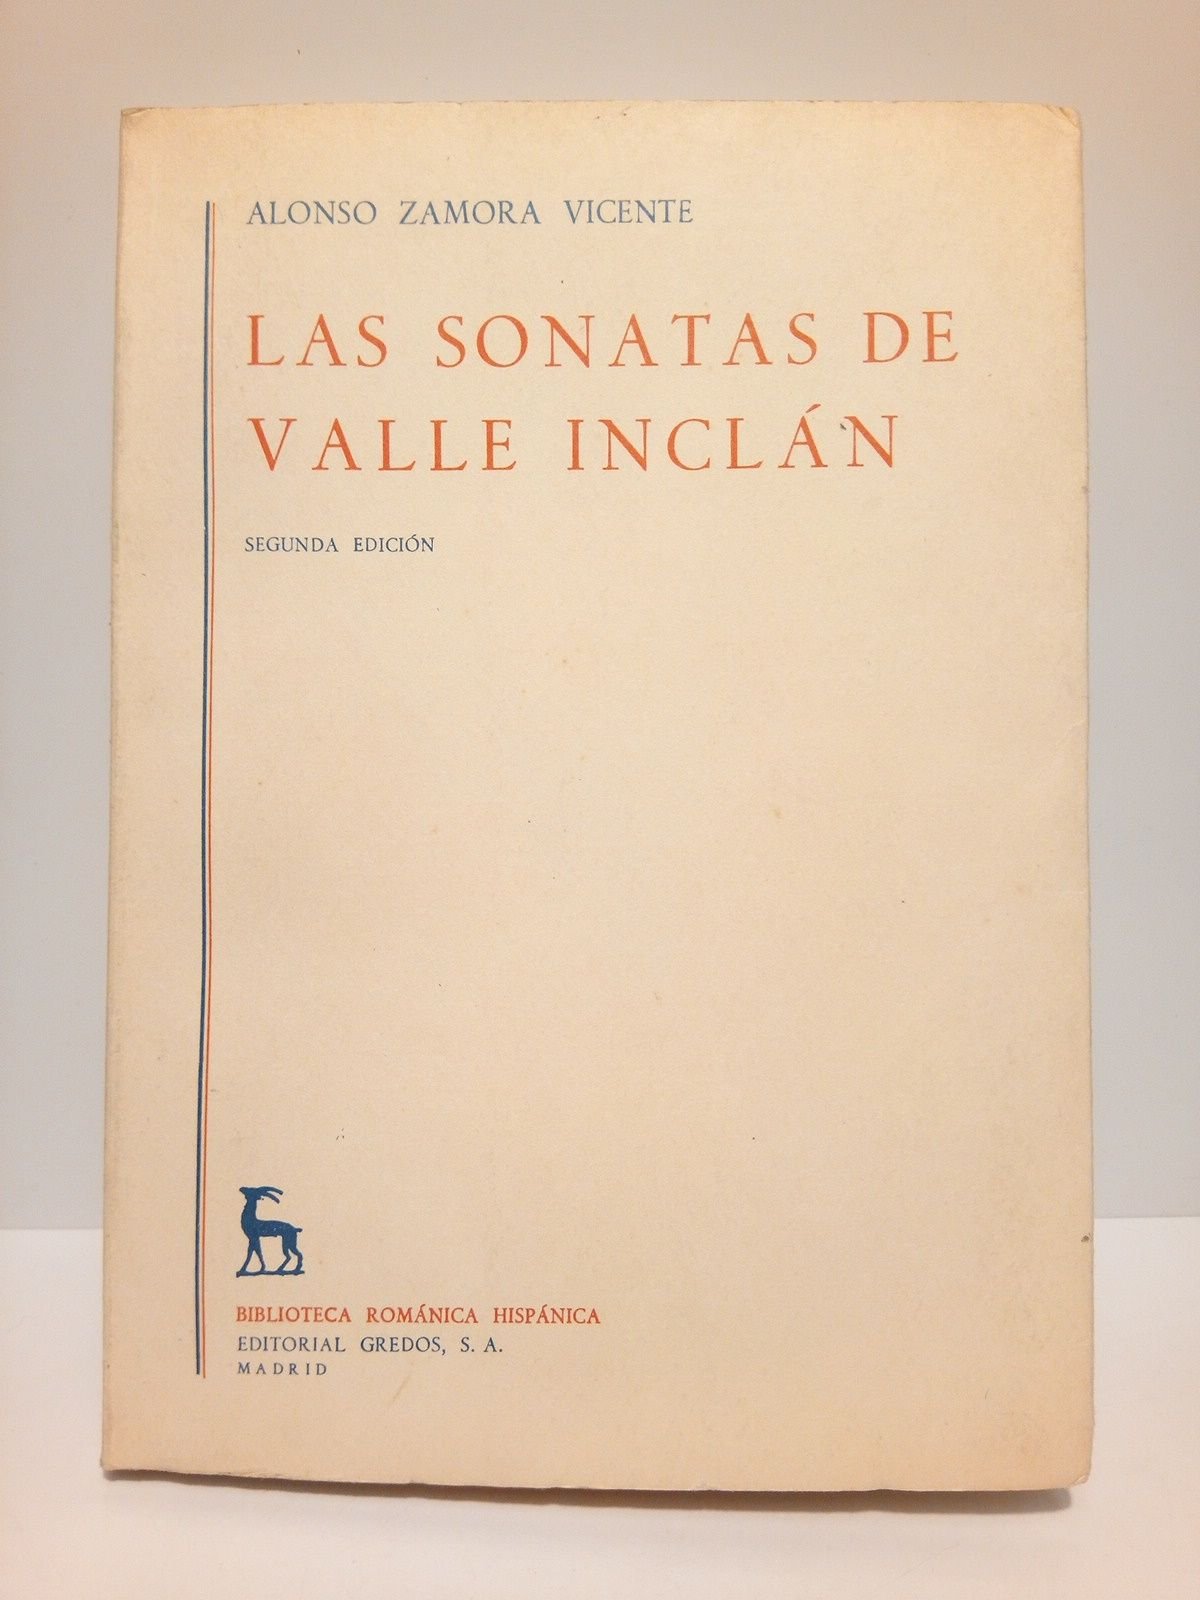 ALONSO ZAMORA VICENTE
LAS SONATAS DE
VALLE INCLÁN
SEGUNDA EDICIÓN
BIBLIOTECA ROMÁNICA HISPÁNICA
EDITORIAL GREDOS, S. A.
MADRID